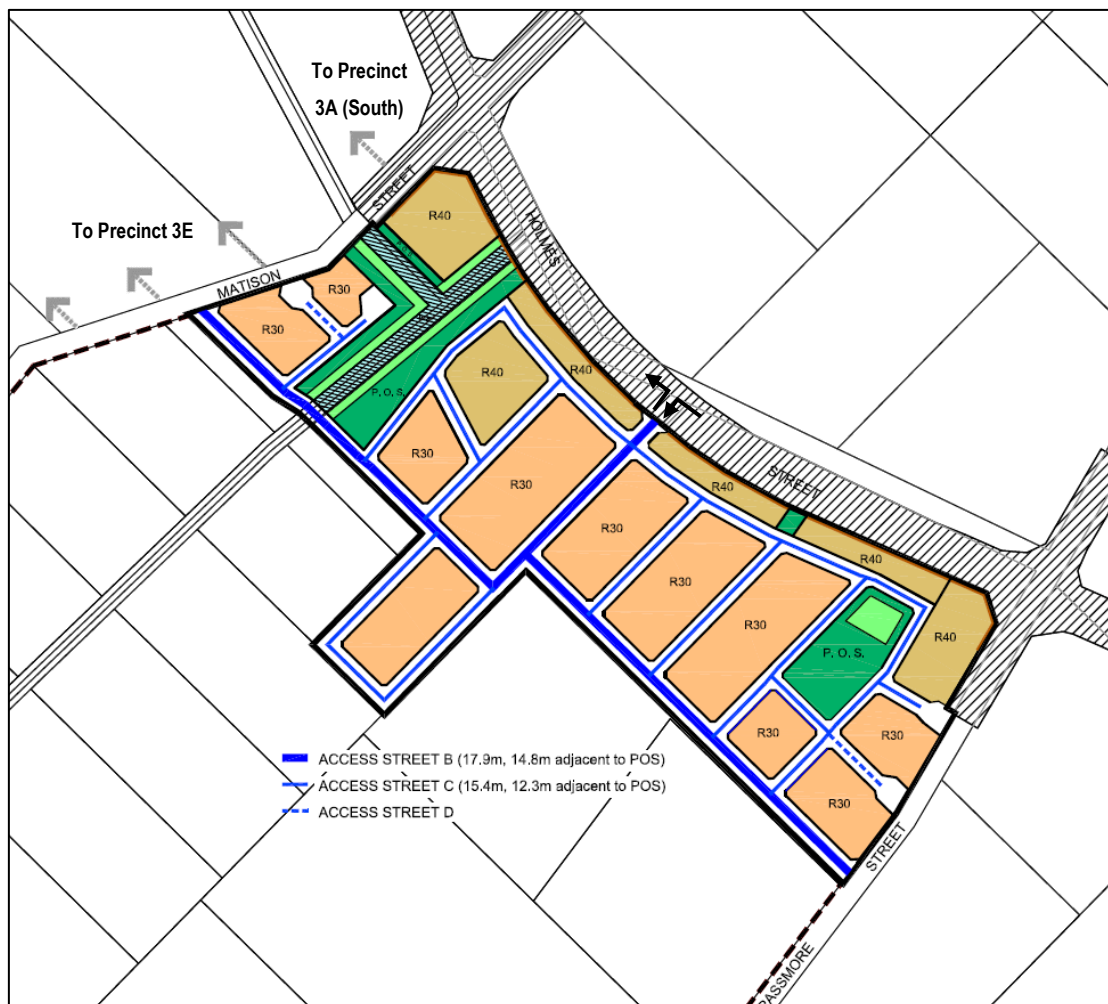 To Precinct
3A (South)
To Precinct 3E
STREET
MATISON
HOLMES
STREET
R40
R30
R30
P. O. S.
R40
R40
R30
R30
R30
R40
R30
R30
R40
P. O. S.
R40
R30
R30
R30
ACCESS STREET B (17.9m, 14.8m adjacent to POS)
ACCESS STREET C (15.4m, 12.3m adjacent to POS)
ACCESS STREET D
STREET
PASSMORE